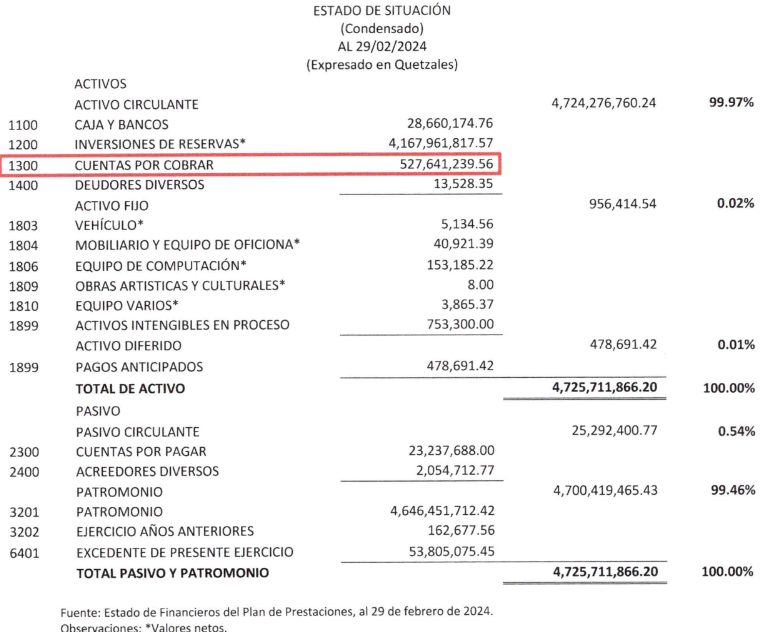 ESTADO DE SITUACIÓN
(Condensado)
AL 29/02/2024
(Expresado en Quetzales)
ACTIVOS
ACTIVO CIRCULANTE 4,724,276,760.24 99.97%
1100 CAJA Y BANCOS 28,660,174.76
1200 INVERSIONES DE RESERVAS* 4,167,961,817.57
1300 CUENTAS POR COBRAR 527,641,239.56
1400 DEUDORES DIVERSOS 13,528.35
ACTIVO FIJO 956,414.54 0.02%
1803 VEHÍCULO* 5,134.56
1804 MOBILIARIO Y EQUIPO DE OFICIONA* 40,921.39
1806 EQUIPO DE COMPUTACIÓN* 153,185.22
1809 OBRAS ARTISTICAS Y CULTURALES* 8.00
1810 EQUIPO VARIOS* 3,865.37
1899 ACTIVOS INTENGIBLES EN PROCESO 753,300.00
ACTIVO DIFERIDO 478,691.42 0.01%
1899 PAGOS ANTICIPADOS 478,691.42
TOTAL DE ACTIVO 4,725,711,866.20 100.00%
PASIVO
PASIVO CIRCULANTE 25,292,400.77 0.54%
2300 CUENTAS POR PAGAR 23,237,688.00
2400 ACREEDORES DIVERSOS 2,054,712.77
PATROMONIO 4,700,419,465.43 99.46%
3201 PATROMONIO 4,646,451,712.42
3202 EJERCICIO AÑOS ANTERIORES 162,677.56
6401 EXCEDENTE DE PRESENTE EJERCICIO 53,805,075.45
TOTAL PASIVO Y PATROMONIO 4,725,711,866.20 100.00%
Fuente: Estado de Financieros del Plan de Prestaciones, al 29 de febrero de 2024.
Observaciones: *Valores netos.